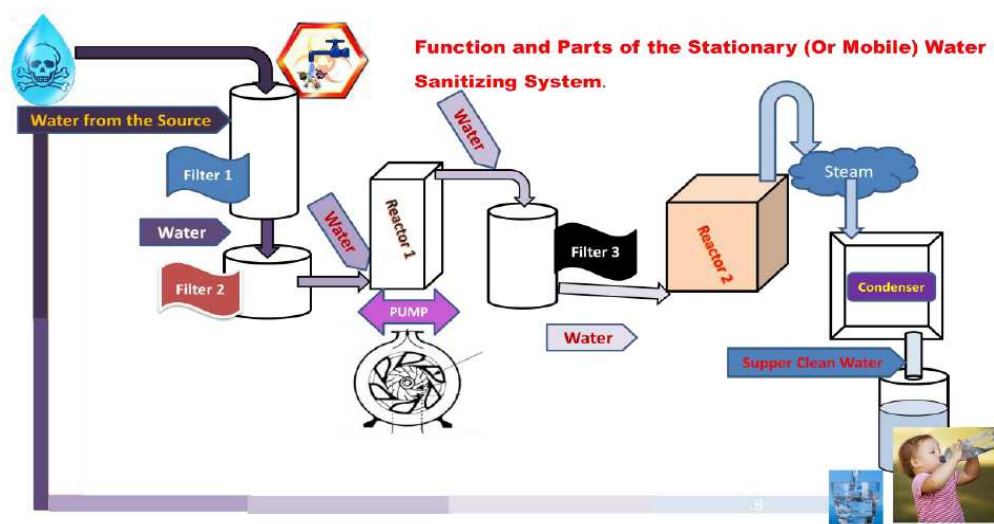 Function and Parts of the Stationary (Or Mobile) Water
Sanitizing System.
Water from the Source
Filter 1
Water
Filter 2
Water
Reactor 1
PUMP
Water
Filter 3
Water
Reactor 2
Steam
Condenser
Supper Clean Water
.8